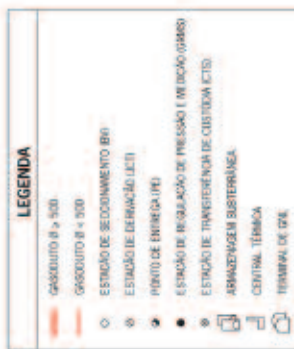 LEGENDA
GASODUTO Ø ≥ 500
GASODUTO Ø < 500
ESTAÇÃO DE SECCIONAMENTO (BV)
ESTAÇÃO DE DERIVAÇÃO (JCT)
PONTO DE ENTREGA (PE)
ESTAÇÃO DE REGULAÇÃO DE PRESSÃO E MEDIÇÃO (GRMS)
ESTAÇÃO DE TRANSFERÊNCIA DE CUSTÓDIA (CTS)
ARMAZENAGEM SUBTERRÂNEA
CENTRAL TÉRMICA
TERMINAL DE GNL